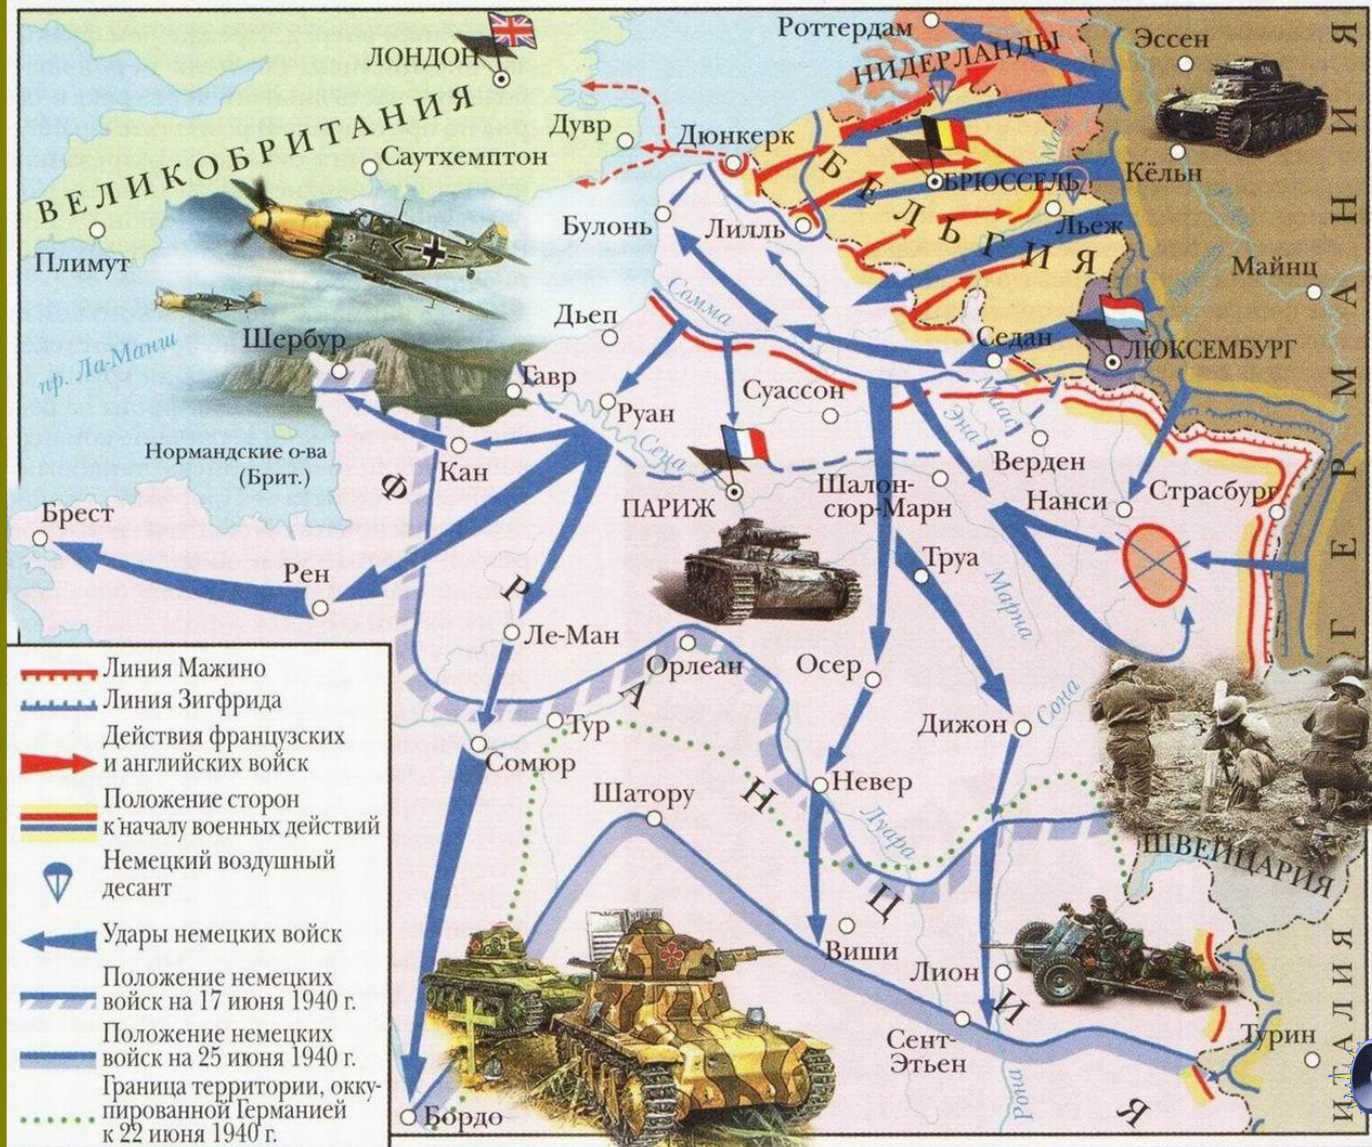 Роттердам
Эссен
ЛОНДОН
НИДЕРЛАНДЫ
ВЕЛИКОБРИТАНИЯ
Дувр
Дюнкерк
Маас
Саутхемптон
БЕЛЬГИЯ
БРЮССЕЛЬ
Кёльн
Рейн
Булонь
Лилль
Льеж
Плимут
Майнц
ГЕРМАНИЯ
Сомма
Дьеп
Шербур
Седан
ЛЮКСЕМБУРГ
пр. Ла-Манш
Гавр
Суассон
Руан
Маас
Эна
Нормандские о-ва
(Брит.)
Кан
Сена
Верден
ПАРИЖ
Шалон-
сюр-Марн
Нанси
Страсбург
Брест
Рен
Труа
Марна
ФРАНЦИЯ
Ле-Ман
Орлеан
Осер
Сона
Тур
Дижон
Сомюр
Шатору
Невер
Луара
ШВЕЙЦАРИЯ
Виши
Лион
Сент-
Этьен
Турин
ИТАЛИЯ
Рона
Бордо
Линия Мажино
Линия Зигфрида
Действия французских
и английских войск
Положение сторон
к началу военных действий
Немецкий воздушный
десант
Удары немецких войск
Положение немецких
войск на 17 июня 1940 г.
Положение немецких
войск на 25 июня 1940 г.
Граница территории, окку-
пированной Германией
к 22 июня 1940 г.